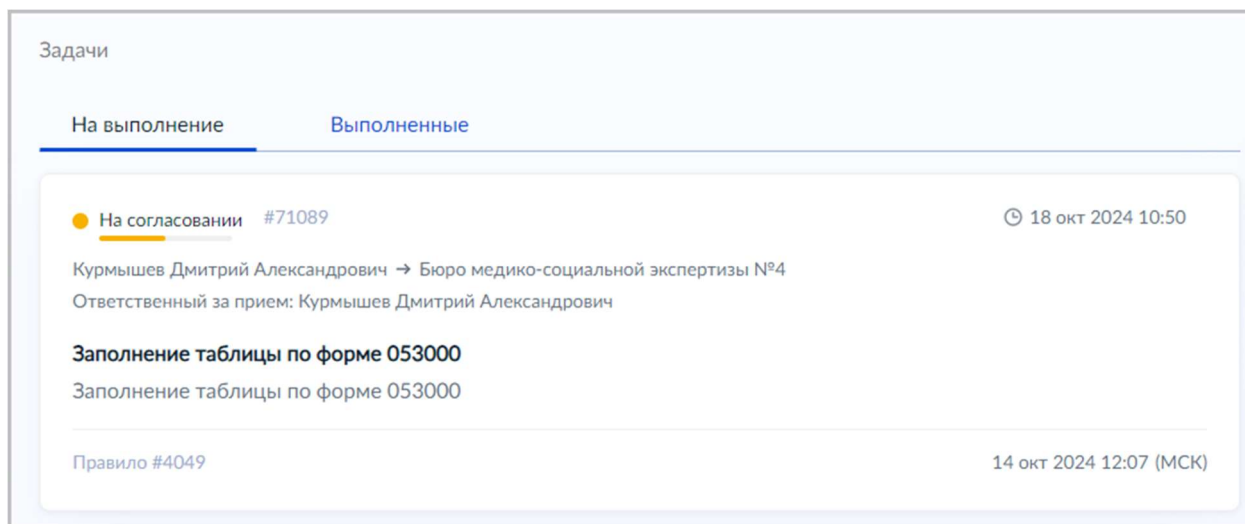 Задачи
На выполнение Выполненные
На согласовании #71089 18 окт 2024 10:50
Курмышев Дмитрий Александрович → Бюро медико-социальной экспертизы №4
Ответственный за прием: Курмышев Дмитрий Александрович
Заполнение таблицы по форме 053000
Заполнение таблицы по форме 053000
Правило #4049 14 окт 2024 12:07 (МСК)